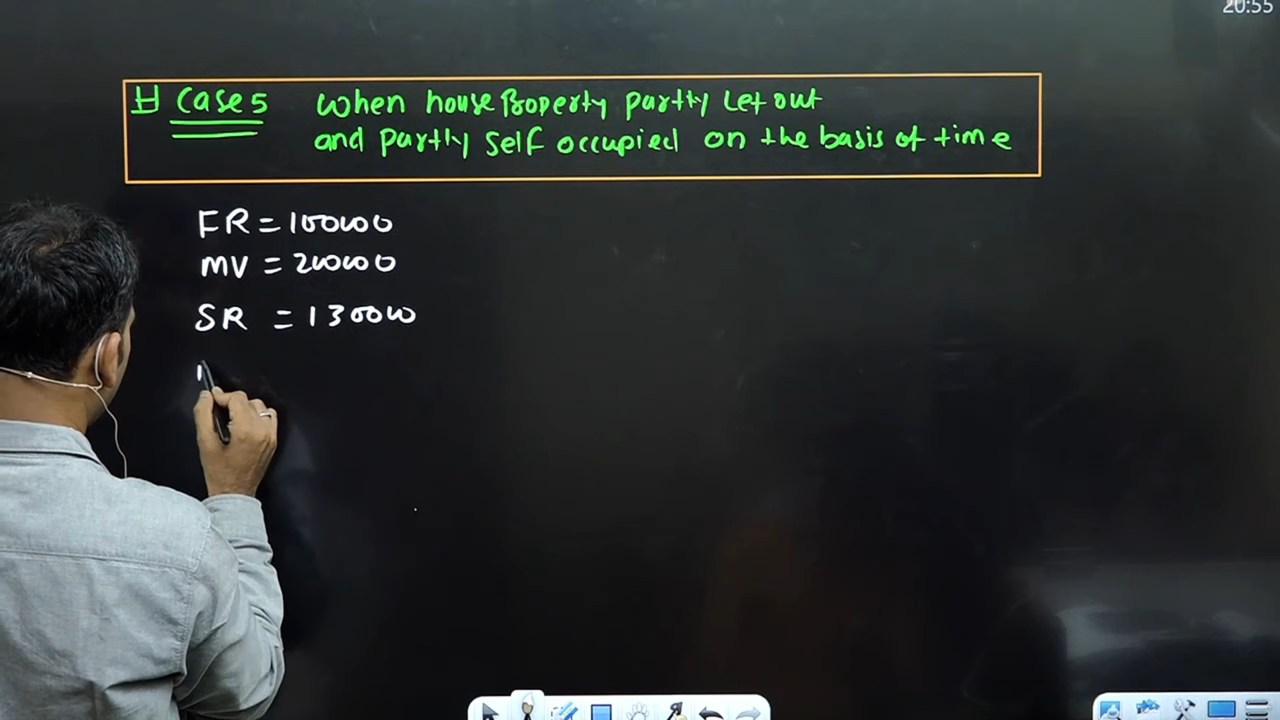 20:55
Case 5 when house Property partly Let out
and partly self occupied on the basis of time
FR = 100000
MV = 200000
SR = 130000